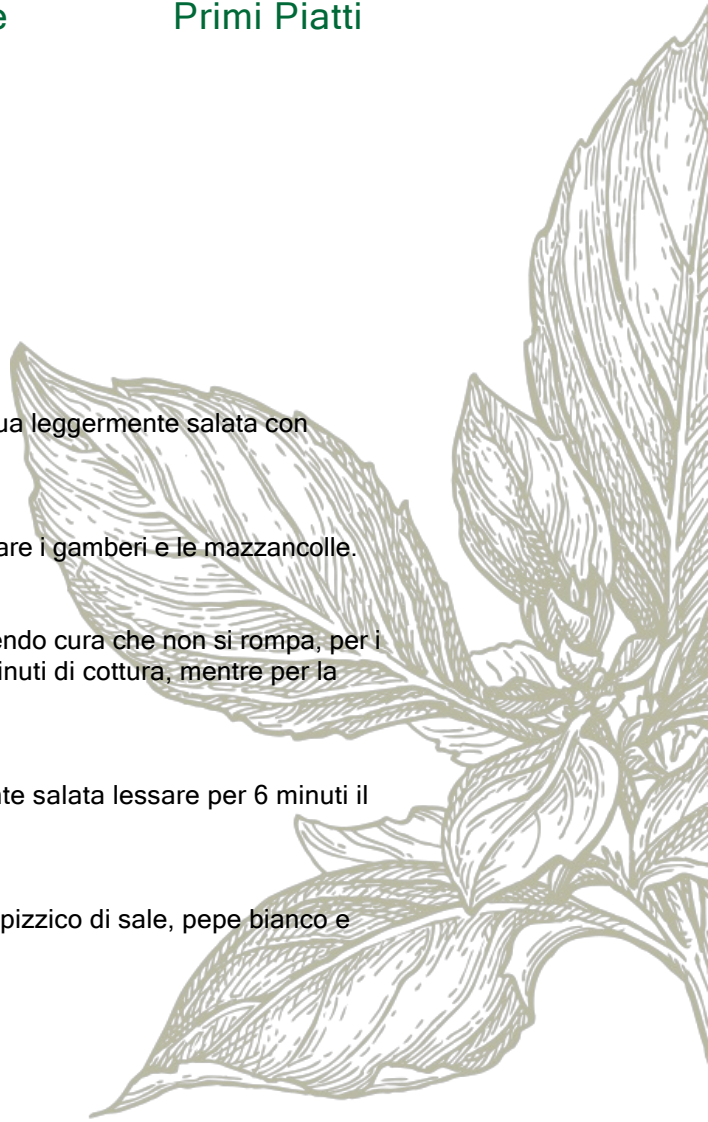 e Primi Piatti
ua leggermente salata con
are i gamberi e le mazzancolle.
endo cura che non si rompa, per i
inuti di cottura, mentre per la
te salata lessare per 6 minuti il
pizzico di sale, pepe bianco e